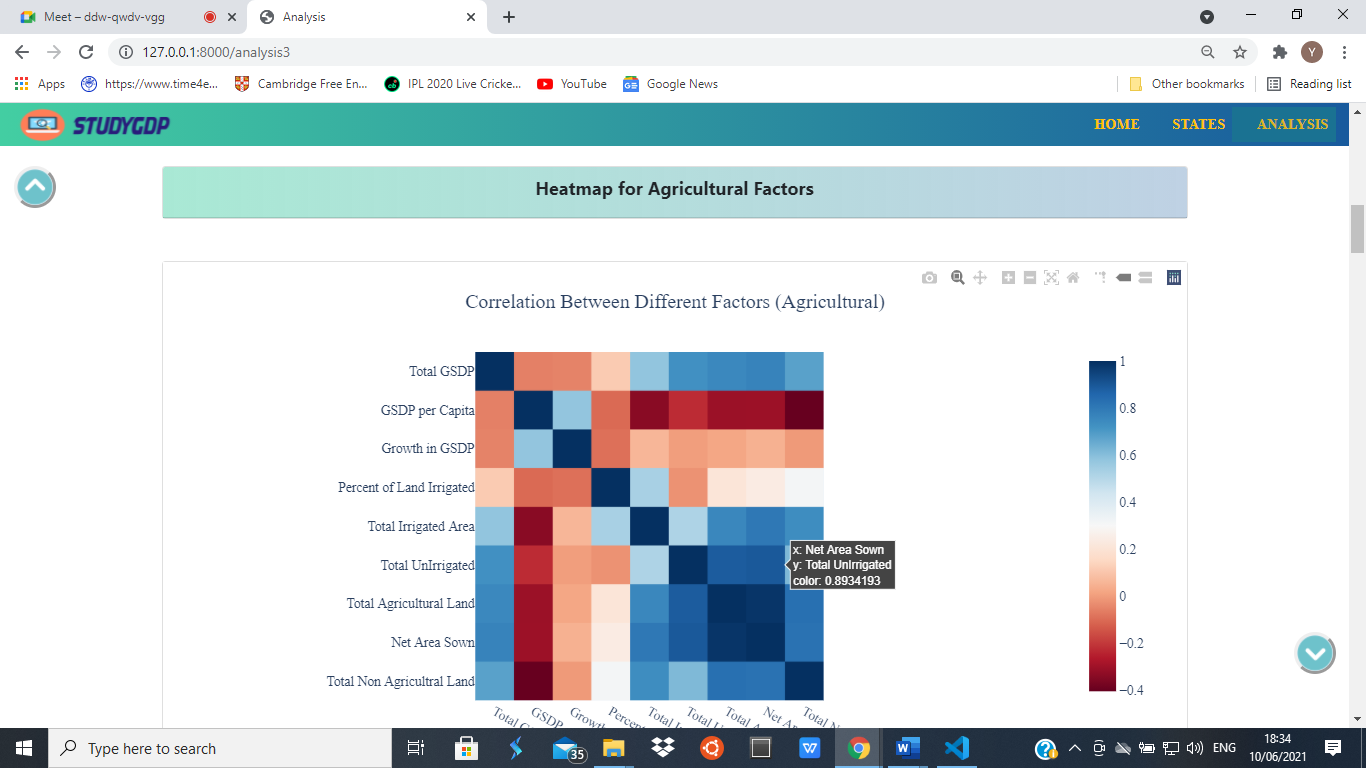 Meet – ddw-qwdv-vgg
Analysis
127.0.0.1:8000/analysis3
Y
Apps
https://www.time4e...
Cambridge Free En...
IPL 2020 Live Cricke...
YouTube
Google News
Other bookmarks
Reading list
STUDYGDP
HOME
STATES
ANALYSIS
Heatmap for Agricultural Factors
Correlation Between Different Factors (Agricultural)
Total GSDP
GSDP per Capita
Growth in GSDP
Percent of Land Irrigated
Total Irrigated Area
Total UnIrrigated
Total Agricultural Land
Net Area Sown
Total Non Agricultral Land
x: Net Area Sown
y: Total UnIrrigated
color: 0.8934193
1
0.8
0.6
0.4
0.2
0
−0.2
−0.4
Total G
GSDP
Growth
Percent
Total I
Total U
Total A
Net A
Total N
Type here to search
35
W
ENG
18:34
10/06/2021